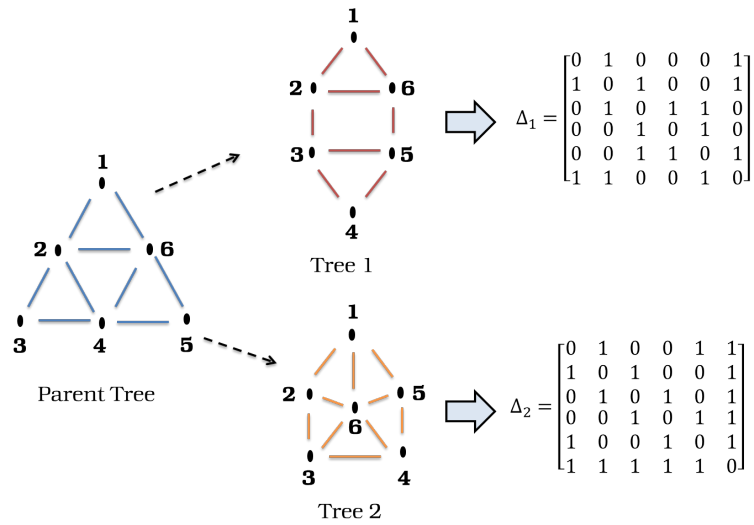 1
2
6
3
5
4
Tree 1
Δ₁ =
0 1 0 0 0 1
1 0 1 0 0 1
0 1 0 1 1 0
0 0 1 0 1 0
0 0 1 1 0 1
1 1 0 0 1 0
1
2
6
3
4
5
Parent Tree
1
2
5
6
3
4
Tree 2
Δ₂ =
0 1 0 0 1 1
1 0 1 0 0 1
0 1 0 1 0 1
0 0 1 0 1 1
1 0 0 1 0 1
1 1 1 1 1 0